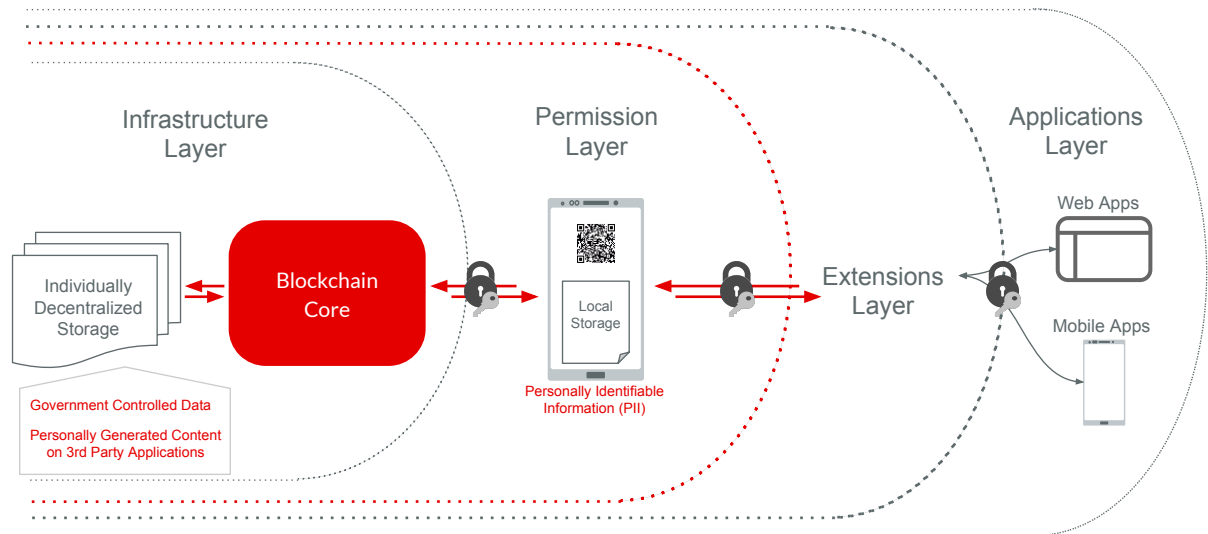 Infrastructure
Layer
Permission
Layer
Applications
Layer
Web Apps
Individually
Decentralized
Storage
Blockchain
Core
Local
Storage
Extensions
Layer
Mobile Apps
Personally Identifiable
Information (PII)
Government Controlled Data
Personally Generated Content
on 3rd Party Applications